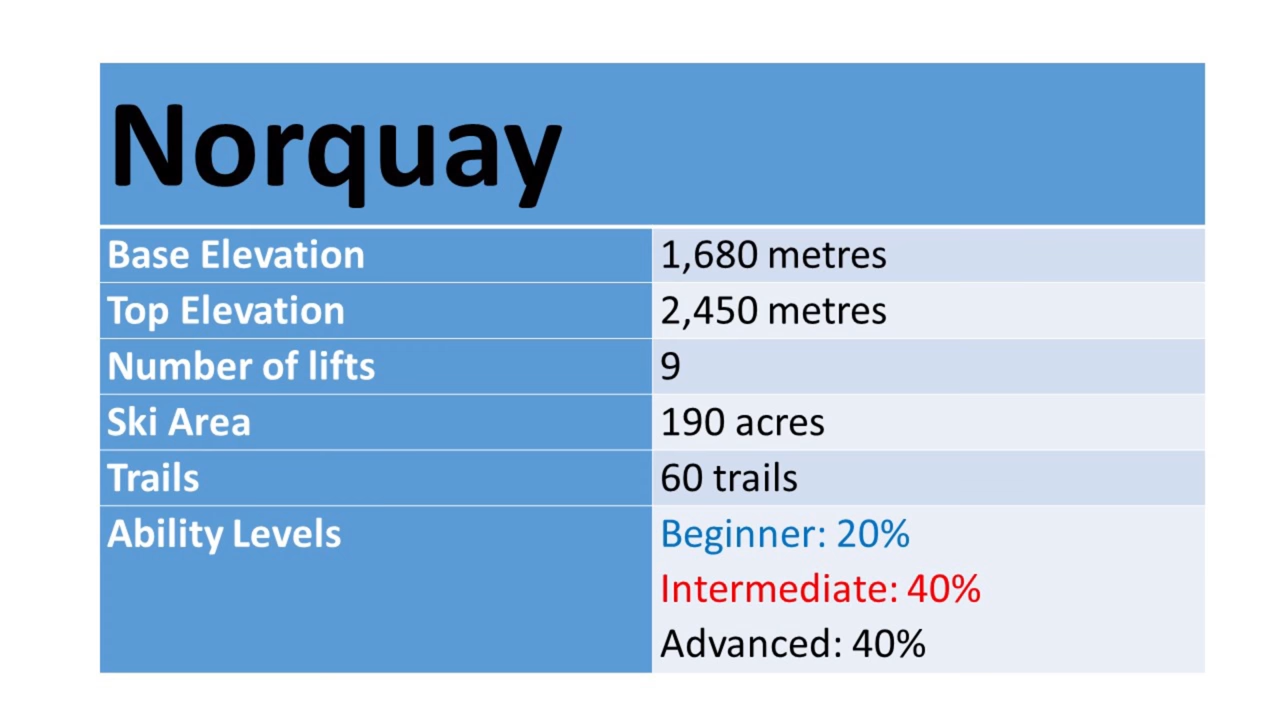 Norquay
Base Elevation 1,680 metres
Top Elevation 2,450 metres
Number of lifts 9
Ski Area 190 acres
Trails 60 trails
Ability Levels Beginner: 20%
Intermediate: 40%
Advanced: 40%